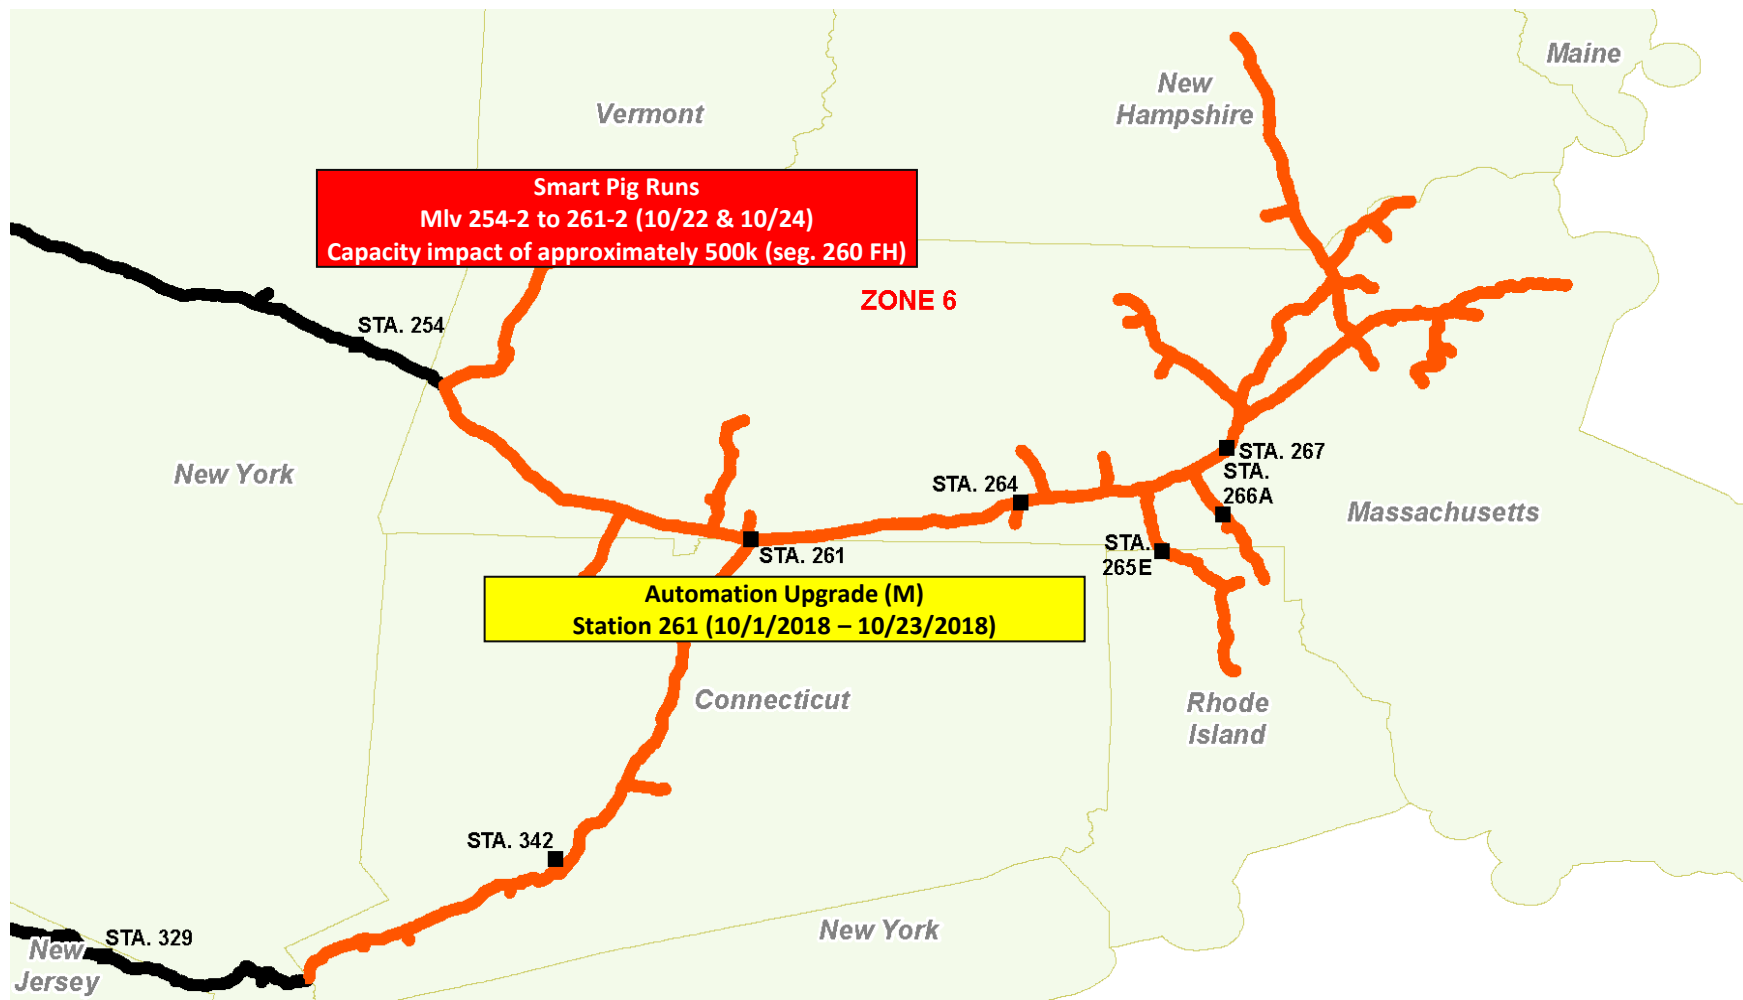 Maine
New
Hampshire
Vermont
Smart Pig Runs
Mlv 254-2 to 261-2 (10/22 & 10/24)
Capacity impact of approximately 500k (seg. 260 FH)
ZONE 6
STA. 254
New York
STA. 267
STA.
266A
STA. 264
Massachusetts
STA.
265E
STA. 261
Automation Upgrade (M)
Station 261 (10/1/2018 – 10/23/2018)
Connecticut
Rhode
Island
STA. 342
New York
STA. 329
New
Jersey